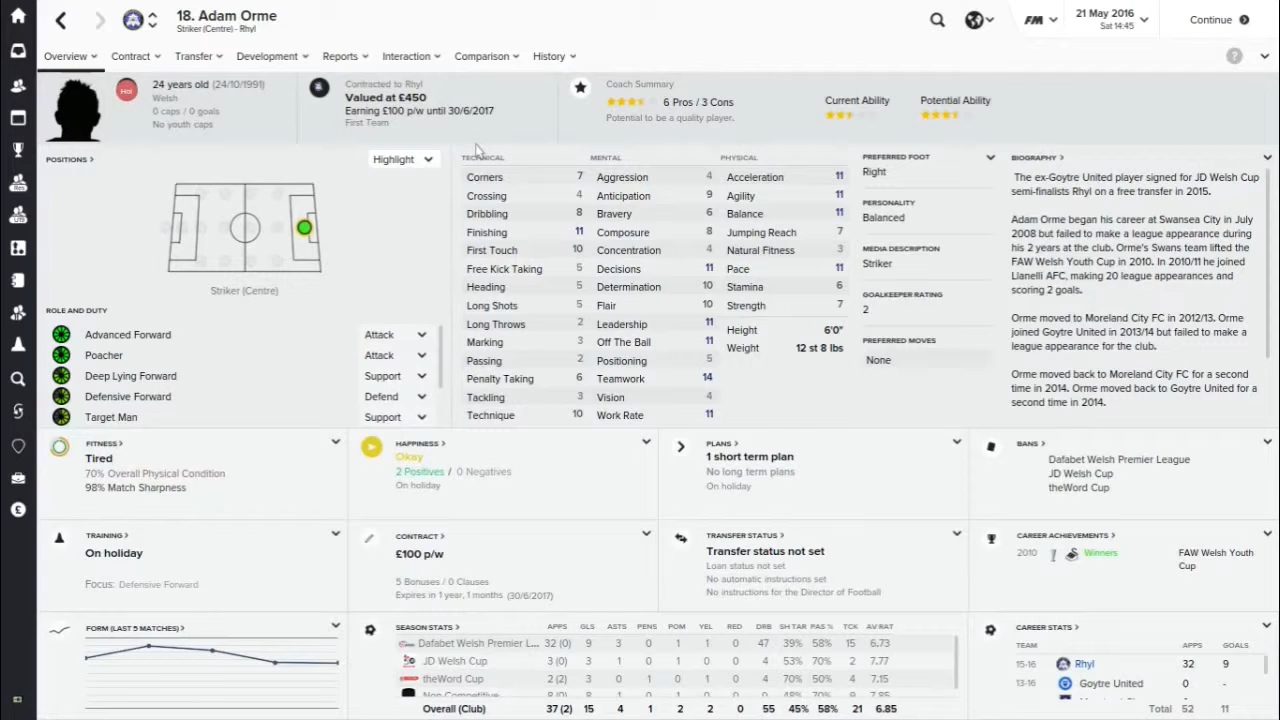 18. Adam Orme
Striker (Centre) - Rhyl
FM
21 May 2016
Sat 14:45
Continue
Overview
Contract
Transfer
Development
Reports
Interaction
Comparison
History
?
Hol
24 years old (24/10/1991)
Welsh
0 caps / 0 goals
No youth caps
Contracted to Rhyl
Valued at £450
Earning £100 p/w until 30/6/2017
First Team
Coach Summary
6 Pros / 3 Cons
Potential to be a quality player.
Current Ability
Potential Ability
POSITIONS >
Highlight
Striker (Centre)
ROLE AND DUTY
Advanced Forward Attack
Poacher Attack
Deep Lying Forward Support
Defensive Forward Defend
Target Man Support
TECHNICAL
Corners 7
Crossing 4
Dribbling 8
Finishing 11
First Touch 10
Free Kick Taking 5
Heading 5
Long Shots 5
Long Throws 2
Marking 3
Passing 2
Penalty Taking 6
Tackling 3
Technique 10
MENTAL
Aggression 4
Anticipation 9
Bravery 6
Composure 8
Concentration 4
Decisions 11
Determination 10
Flair 10
Leadership 11
Off The Ball 11
Positioning 5
Teamwork 14
Vision 4
Work Rate 11
PHYSICAL
Acceleration 11
Agility 11
Balance 11
Jumping Reach 7
Natural Fitness 3
Pace 11
Stamina 6
Strength 7
Height 6'0"
Weight 12 st 8 lbs
PREFERRED FOOT
Right
PERSONALITY
Balanced
MEDIA DESCRIPTION
Striker
GOALKEEPER RATING
2
PREFERRED MOVES
None
BIOGRAPHY >
The ex-Goytre United player signed for JD Welsh Cup
semi-finalists Rhyl on a free transfer in 2015.
Adam Orme began his career at Swansea City in July
2008 but failed to make a league appearance during
his 2 years at the club. Orme's Swans team lifted the
FAW Welsh Youth Cup in 2010. In 2010/11 he joined
Llanelli AFC, making 20 league appearances and
scoring 2 goals.
Orme moved to Moreland City FC in 2012/13. Orme
joined Goytre United in 2013/14 but failed to make a
league appearance for the club.
Orme moved back to Moreland City FC for a second
time in 2014. Orme moved back to Goytre United for a
second time in 2014.
FITNESS >
Tired
70% Overall Physical Condition
98% Match Sharpness
HAPPINESS >
Okay
2 Positives / 0 Negatives
On holiday
PLANS >
1 short term plan
No long term plans
On holiday
BANS >
Dafabet Welsh Premier League
JD Welsh Cup
theWord Cup
TRAINING >
On holiday
Focus: Defensive Forward
CONTRACT >
£100 p/w
5 Bonuses / 0 Clauses
Expires in 1 year, 1 months (30/6/2017)
TRANSFER STATUS >
Transfer status not set
Loan status not set
No automatic instructions set
No instructions for the Director of Football
CAREER ACHIEVEMENTS >
2010 Winners FAW Welsh Youth
Cup
FORM (LAST 5 MATCHES) >
SEASON STATS > APPS GLS ASTS PENS POM YEL RED DRB SH TAR PAS % TCK AV RAT
Dafabet Welsh Premier L... 32 (0) 9 3 0 1 1 0 47 39% 58% 15 6.73
JD Welsh Cup 3 (0) 3 1 0 1 0 0 4 53% 70% 2 7.77
theWord Cup 2 (2) 3 0 1 0 1 0 4 70% 50% 4 7.15
Non Competitive 8 (0) 8 1 0 0 0 0 48% 70% 9 7.85
Overall (Club) 37 (2) 15 4 1 2 2 0 55 45% 58% 21 6.85
CAREER STATS >
TEAM APPS GOALS
15-16 Rhyl 32 9
13-16 Goytre United 0 -
Total 52 11